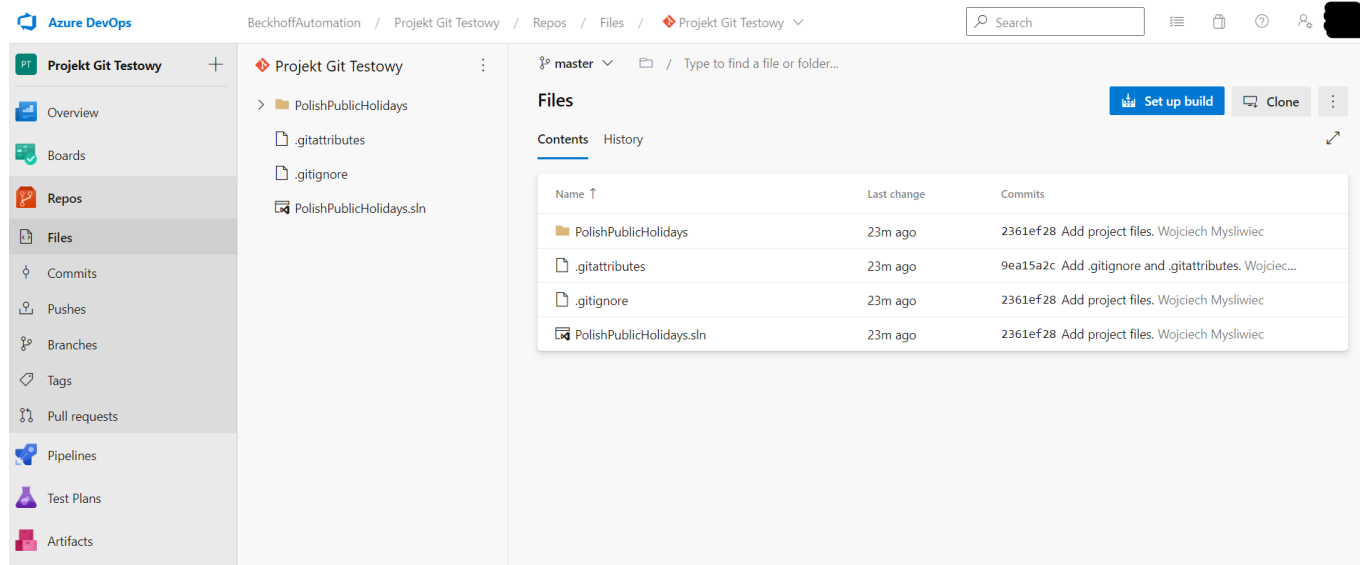 Azure DevOps
BeckhoffAutomation / Projekt Git Testowy / Repos / Files / Projekt Git Testowy
Search
PT Projekt Git Testowy
Overview
Boards
Repos
Files
Commits
Pushes
Branches
Tags
Pull requests
Pipelines
Test Plans
Artifacts
Projekt Git Testowy
PolishPublicHolidays
.gitattributes
.gitignore
PolishPublicHolidays.sln
master / Type to find a file or folder...
Files
Set up build
Clone
Contents History
Name ↑ Last change Commits
PolishPublicHolidays 23m ago 2361ef28 Add project files. Wojciech Mysliwiec
.gitattributes 23m ago 9ea15a2c Add .gitignore and .gitattributes. Wojciec...
.gitignore 23m ago 2361ef28 Add project files. Wojciech Mysliwiec
PolishPublicHolidays.sln 23m ago 2361ef28 Add project files. Wojciech Mysliwiec